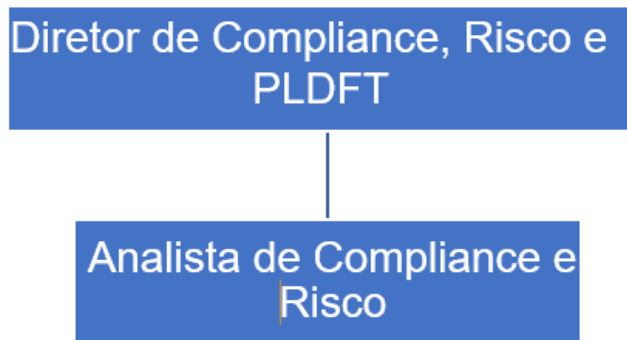 Diretor de Compliance, Risco e
PLDFT
Analista de Compliance e
Risco